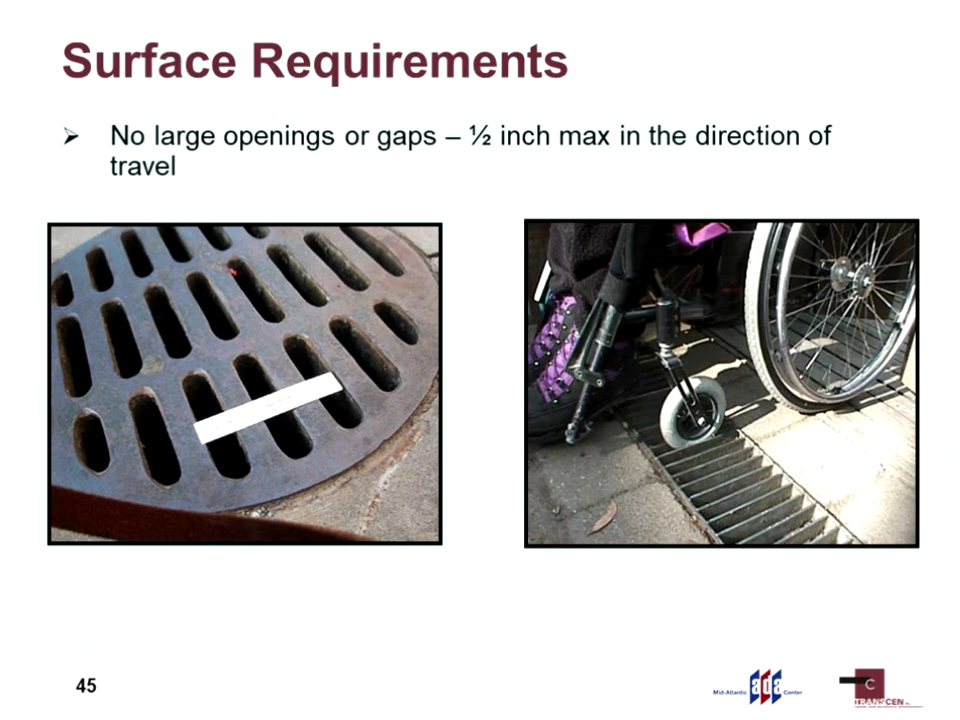 Surface Requirements
➢ No large openings or gaps – ½ inch max in the direction of
travel
45
Mid-Atlantic ada Center
C
TRANSCEN